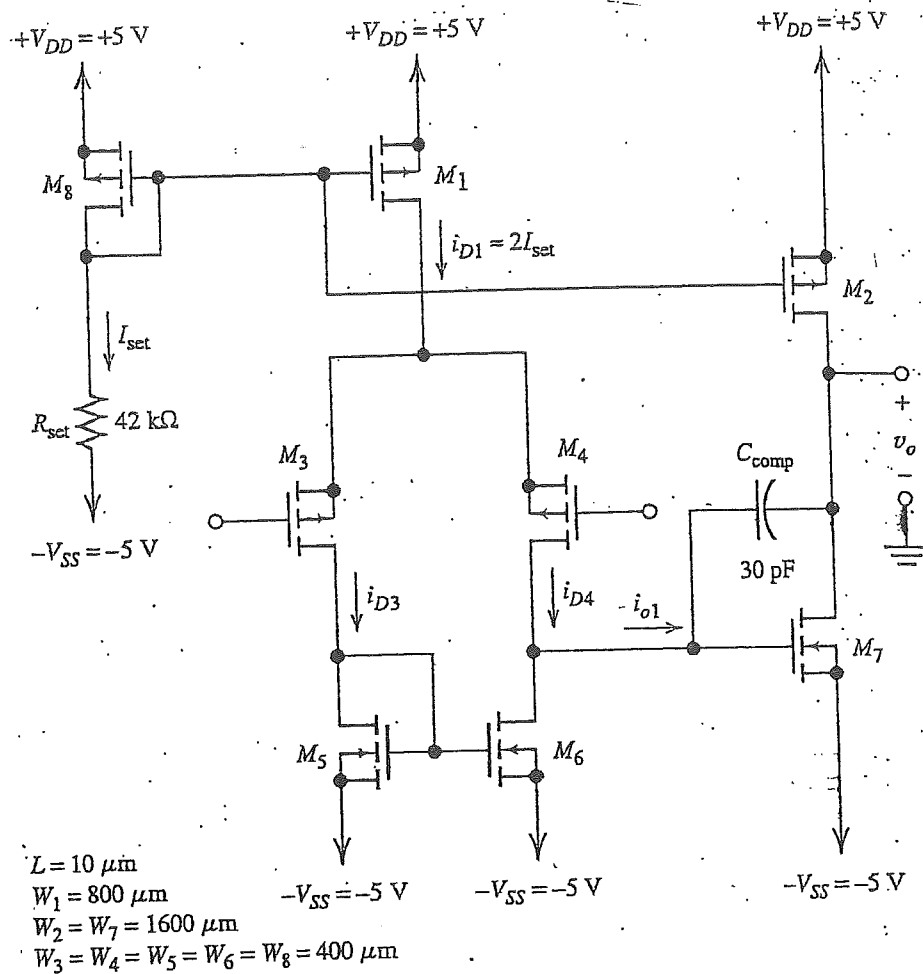 +V_DD = +5 V
+V_DD = +5 V
+V_DD = +5 V
M_8
M_1
i_D1 = 2I_set
M_2
I_set
R_set 42 kΩ
+
v_o
−
M_3
M_4
C_comp
−V_SS = −5 V
30 pF
i_D3
i_D4
i_o1
M_7
M_5
M_6
L = 10 μm
W_1 = 800 μm
W_2 = W_7 = 1600 μm
W_3 = W_4 = W_5 = W_6 = W_8 = 400 μm
−V_SS = −5 V
−V_SS = −5 V
−V_SS = −5 V